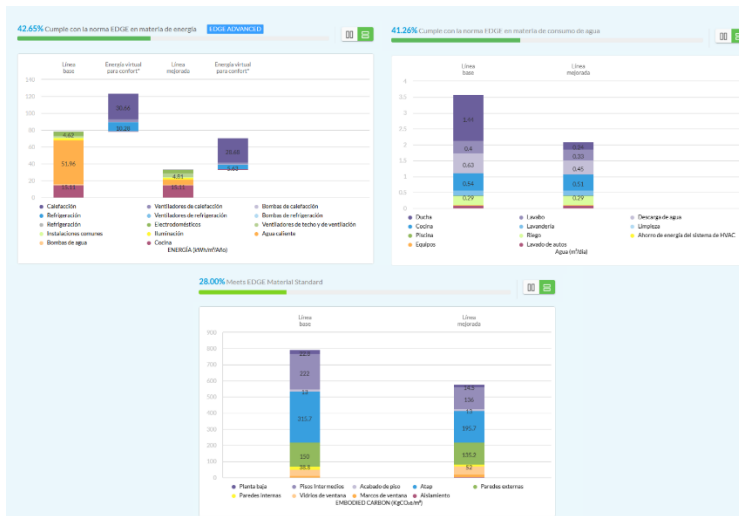 42.65% Cumple con la norma EDGE en materia de energía EDGE ADVANCED
Línea base
Energía virtual para confort*
Línea mejorada
Energía virtual para confort*
140
120
100
80
60
40
20
0
4.82
51.96
15.11
30.66
10.20
4.81
15.11
Calefacción
Ventiladores de calefacción
Bombas de calefacción
Refrigeración
Ventiladores de refrigeración
Bombas de refrigeración
Refrigeración
Electrodomésticos
Ventiladores de techo y de ventilación
Instalaciones comunes
Iluminación
Agua caliente
Bombas de agua
Cocina
ENERGÍA (kWh/m²/Año)
41.26% Cumple con la norma EDGE en materia de consumo de agua
Línea base
Línea mejorada
4
3.5
3
2.5
2
1.5
1
0.5
0
1.44
0.4
0.63
0.54
0.29
0.33
0.45
0.51
0.29
Ducha
Lavabo
Descarga de agua
Cocina
Lavandería
Limpieza
Piscina
Riego
Ahorro de energía del sistema de HVAC
Equipos
Lavado de autos
Agua (m³/día)
28.00% Meets EDGE Material Standard
Línea base
Línea mejorada
900
800
700
600
500
400
300
200
100
0
222
13
315.7
150
136
13
195.7
135.3
62
Planta baja
Pisos Intermedios
Acabado de piso
Atap
Paredes externas
Paredes internas
Vidrios de ventana
Marcos de ventana
Aislamiento
EMBODIED CARBON (KgCO₂e/m²)